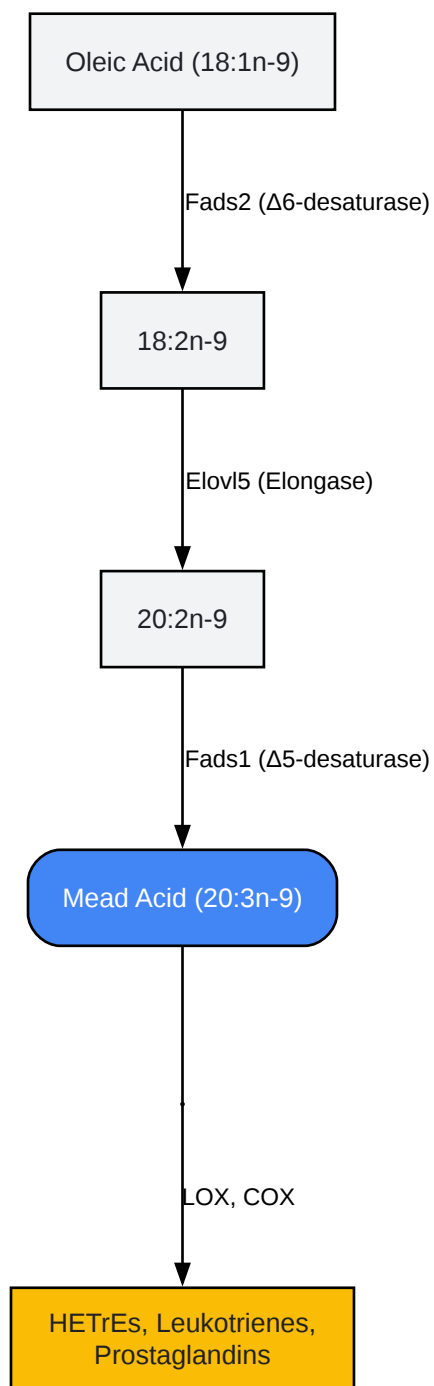 Oleic Acid (18:1n-9)
Fads2 (Δ6-desaturase)
18:2n-9
Elovl5 (Elongase)
20:2n-9
Fads1 (Δ5-desaturase)
Mead Acid (20:3n-9)
LOX, COX
HETrEs, Leukotrienes,
Prostaglandins